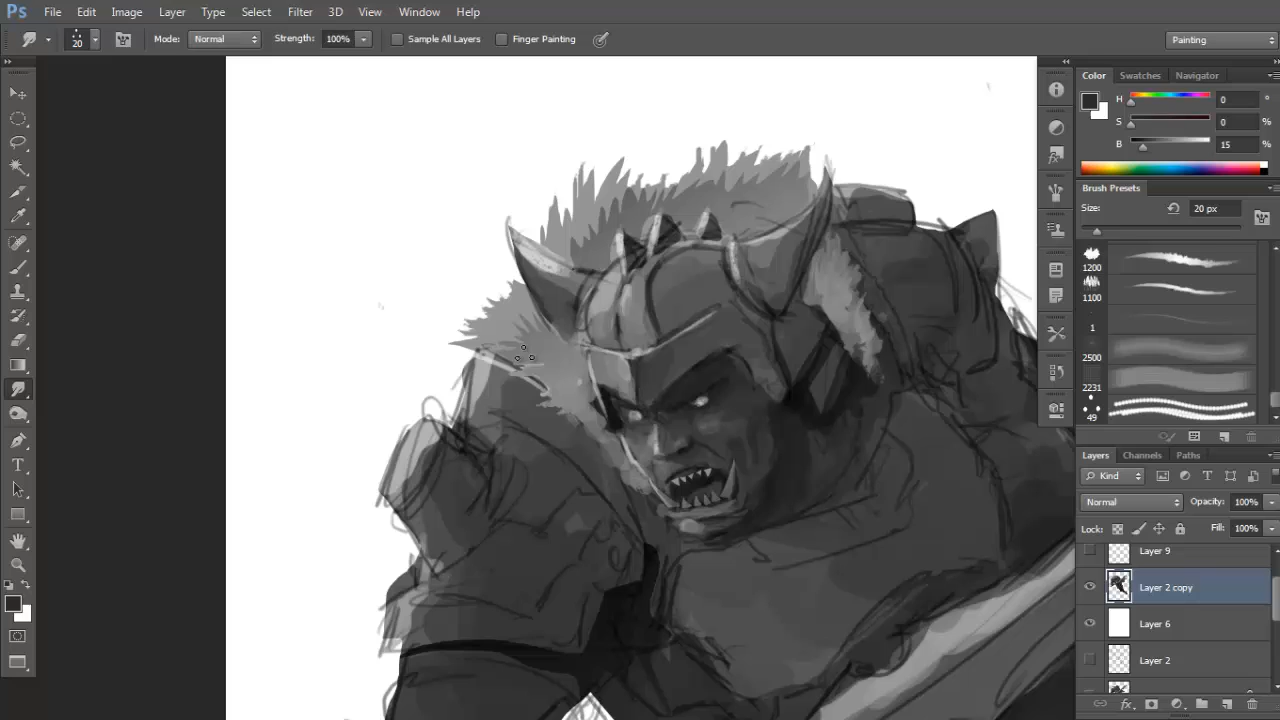 Ps File Edit Image Layer Type Select Filter 3D View Window Help
20 Mode: Normal Strength: 100% Sample All Layers Finger Painting Painting
Color Swatches Navigator
H 0 °
S 0 %
B 15 %
Brush Presets
Size: 20 px
1200
1100
1
2500
2231
49
Layers Channels Paths
Kind
Normal Opacity: 100%
Lock: Fill: 100%
Layer 9
Layer 2 copy
Layer 6
Layer 2